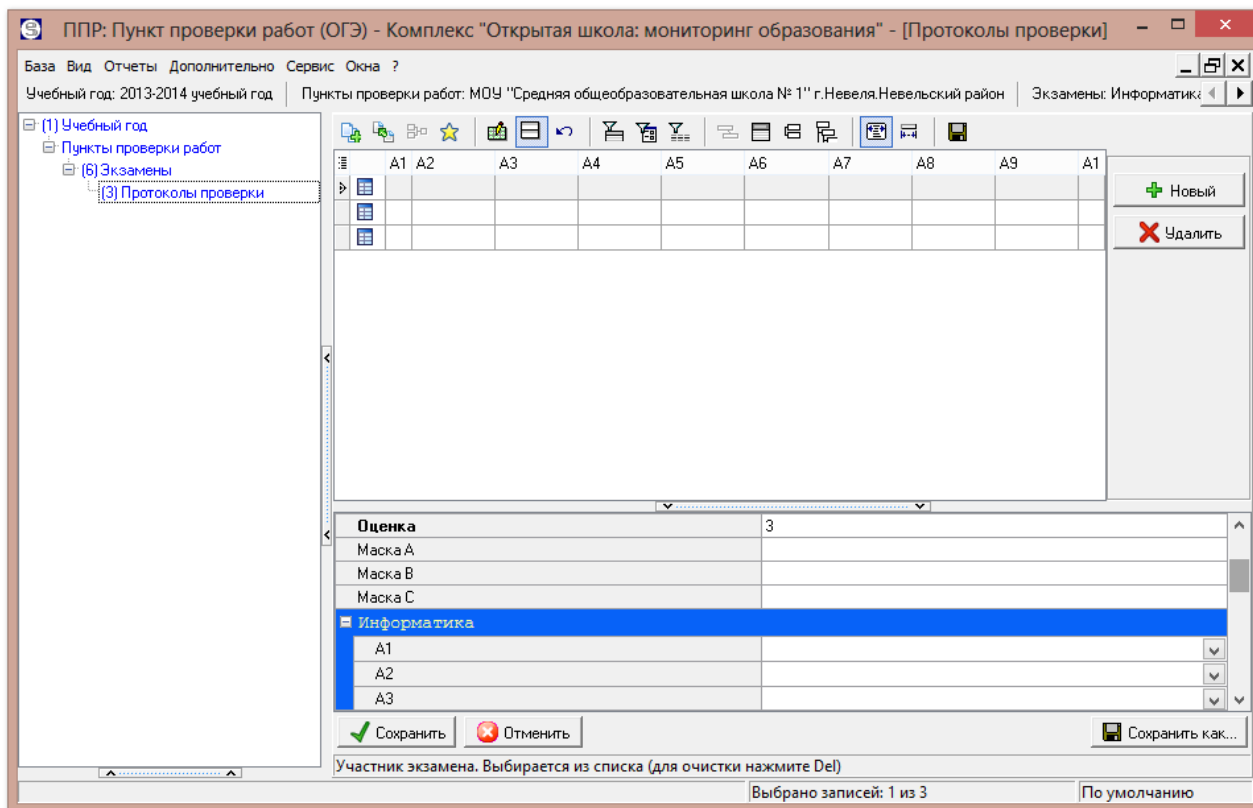 ППР: Пункт проверки работ (ОГЭ) - Комплекс "Открытая школа: мониторинг образования" - [Протоколы проверки]
База Вид Отчеты Дополнительно Сервис Окна ?
Учебный год: 2013-2014 учебный год Пункты проверки работ: МОУ "Средняя общеобразовательная школа № 1" г.Невеля.Невельский район Экзамены: Информатика
(1) Учебный год
Пункты проверки работ
(6) Экзамены
(3) Протоколы проверки
A1 A2 A3 A4 A5 A6 A7 A8 A9 A1
Новый
Удалить
Оценка 3
Маска A
Маска B
Маска C
Информатика
A1
A2
A3
Сохранить Отменить Сохранить как...
Участник экзамена. Выбирается из списка (для очистки нажмите Del)
Выбрано записей: 1 из 3 По умолчанию